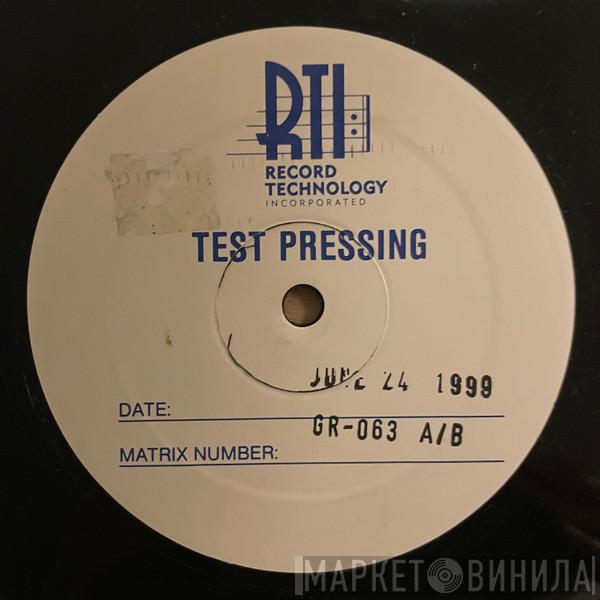 RTI
RECORD
TECHNOLOGY
INCORPORATED
TEST PRESSING
JUNE 24 1999
DATE:
GR-063 A/B
MATRIX NUMBER:
МАРКЕТ ВИНИЛА